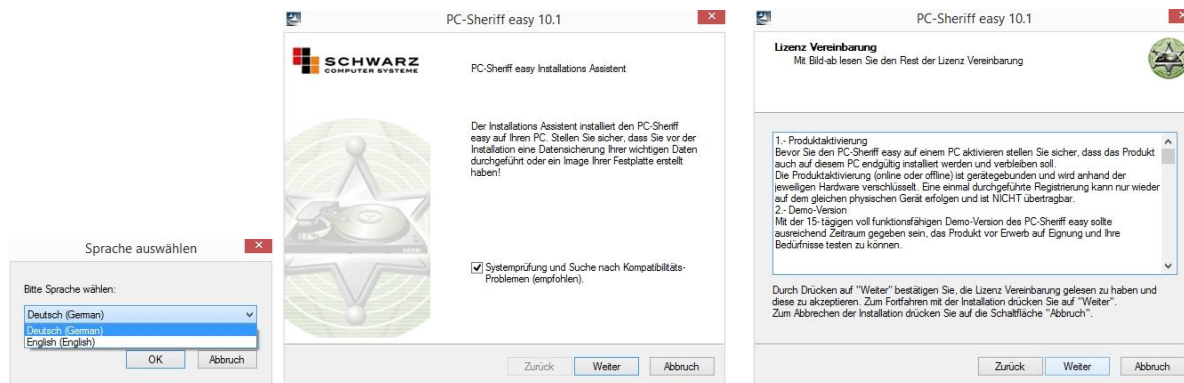 Sprache auswählen
Bitte Sprache wählen:
Deutsch (German)
Deutsch (German)
English (English)
OK
Abbruch
PC-Sheriff easy 10.1
SCHWARZ
COMPUTER SYSTEME
PC-Sheriff easy Installations Assistent
Der Installations Assistent installiert den PC-Sheriff
easy auf Ihren PC. Stellen Sie sicher, dass Sie vor der
Installation eine Datensicherung Ihrer wichtigen Daten
durchgeführt oder ein Image Ihrer Festplatte erstellt
haben!
Systemprüfung und Suche nach Kompatibilitäts-
Problemen (empfohlen).
Zurück
Weiter
Abbruch
PC-Sheriff easy 10.1
Lizenz Vereinbarung
Mit Bild-ab lesen Sie den Rest der Lizenz Vereinbarung
1.- Produktaktivierung
Bevor Sie den PC-Sheriff easy auf einem PC aktivieren stellen Sie sicher, dass das Produkt
auch auf diesem PC endgültig installiert werden und verbleiben soll.
Die Produktaktivierung (online oder offline) ist gerätegebunden und wird anhand der
jeweiligen Hardware verschlüsselt. Eine einmal durchgeführte Registrierung kann nur wieder
auf dem gleichen physischen Gerät erfolgen und ist NICHT übertragbar.
2.- Demo-Version
Mit der 15-tägigen voll funktionsfähigen Demo-Version des PC-Sheriff easy sollte
ausreichend Zeitraum gegeben sein, das Produkt vor Erwerb auf Eignung und Ihre
Bedürfnisse testen zu können.
Durch Drücken auf "Weiter" bestätigen Sie, die Lizenz Vereinbarung gelesen zu haben und
diese zu akzeptieren. Zum Fortfahren mit der Installation drücken Sie auf "Weiter".
Zum Abbrechen der Installation drücken Sie auf die Schaltfläche "Abbruch".
Zurück
Weiter
Abbruch